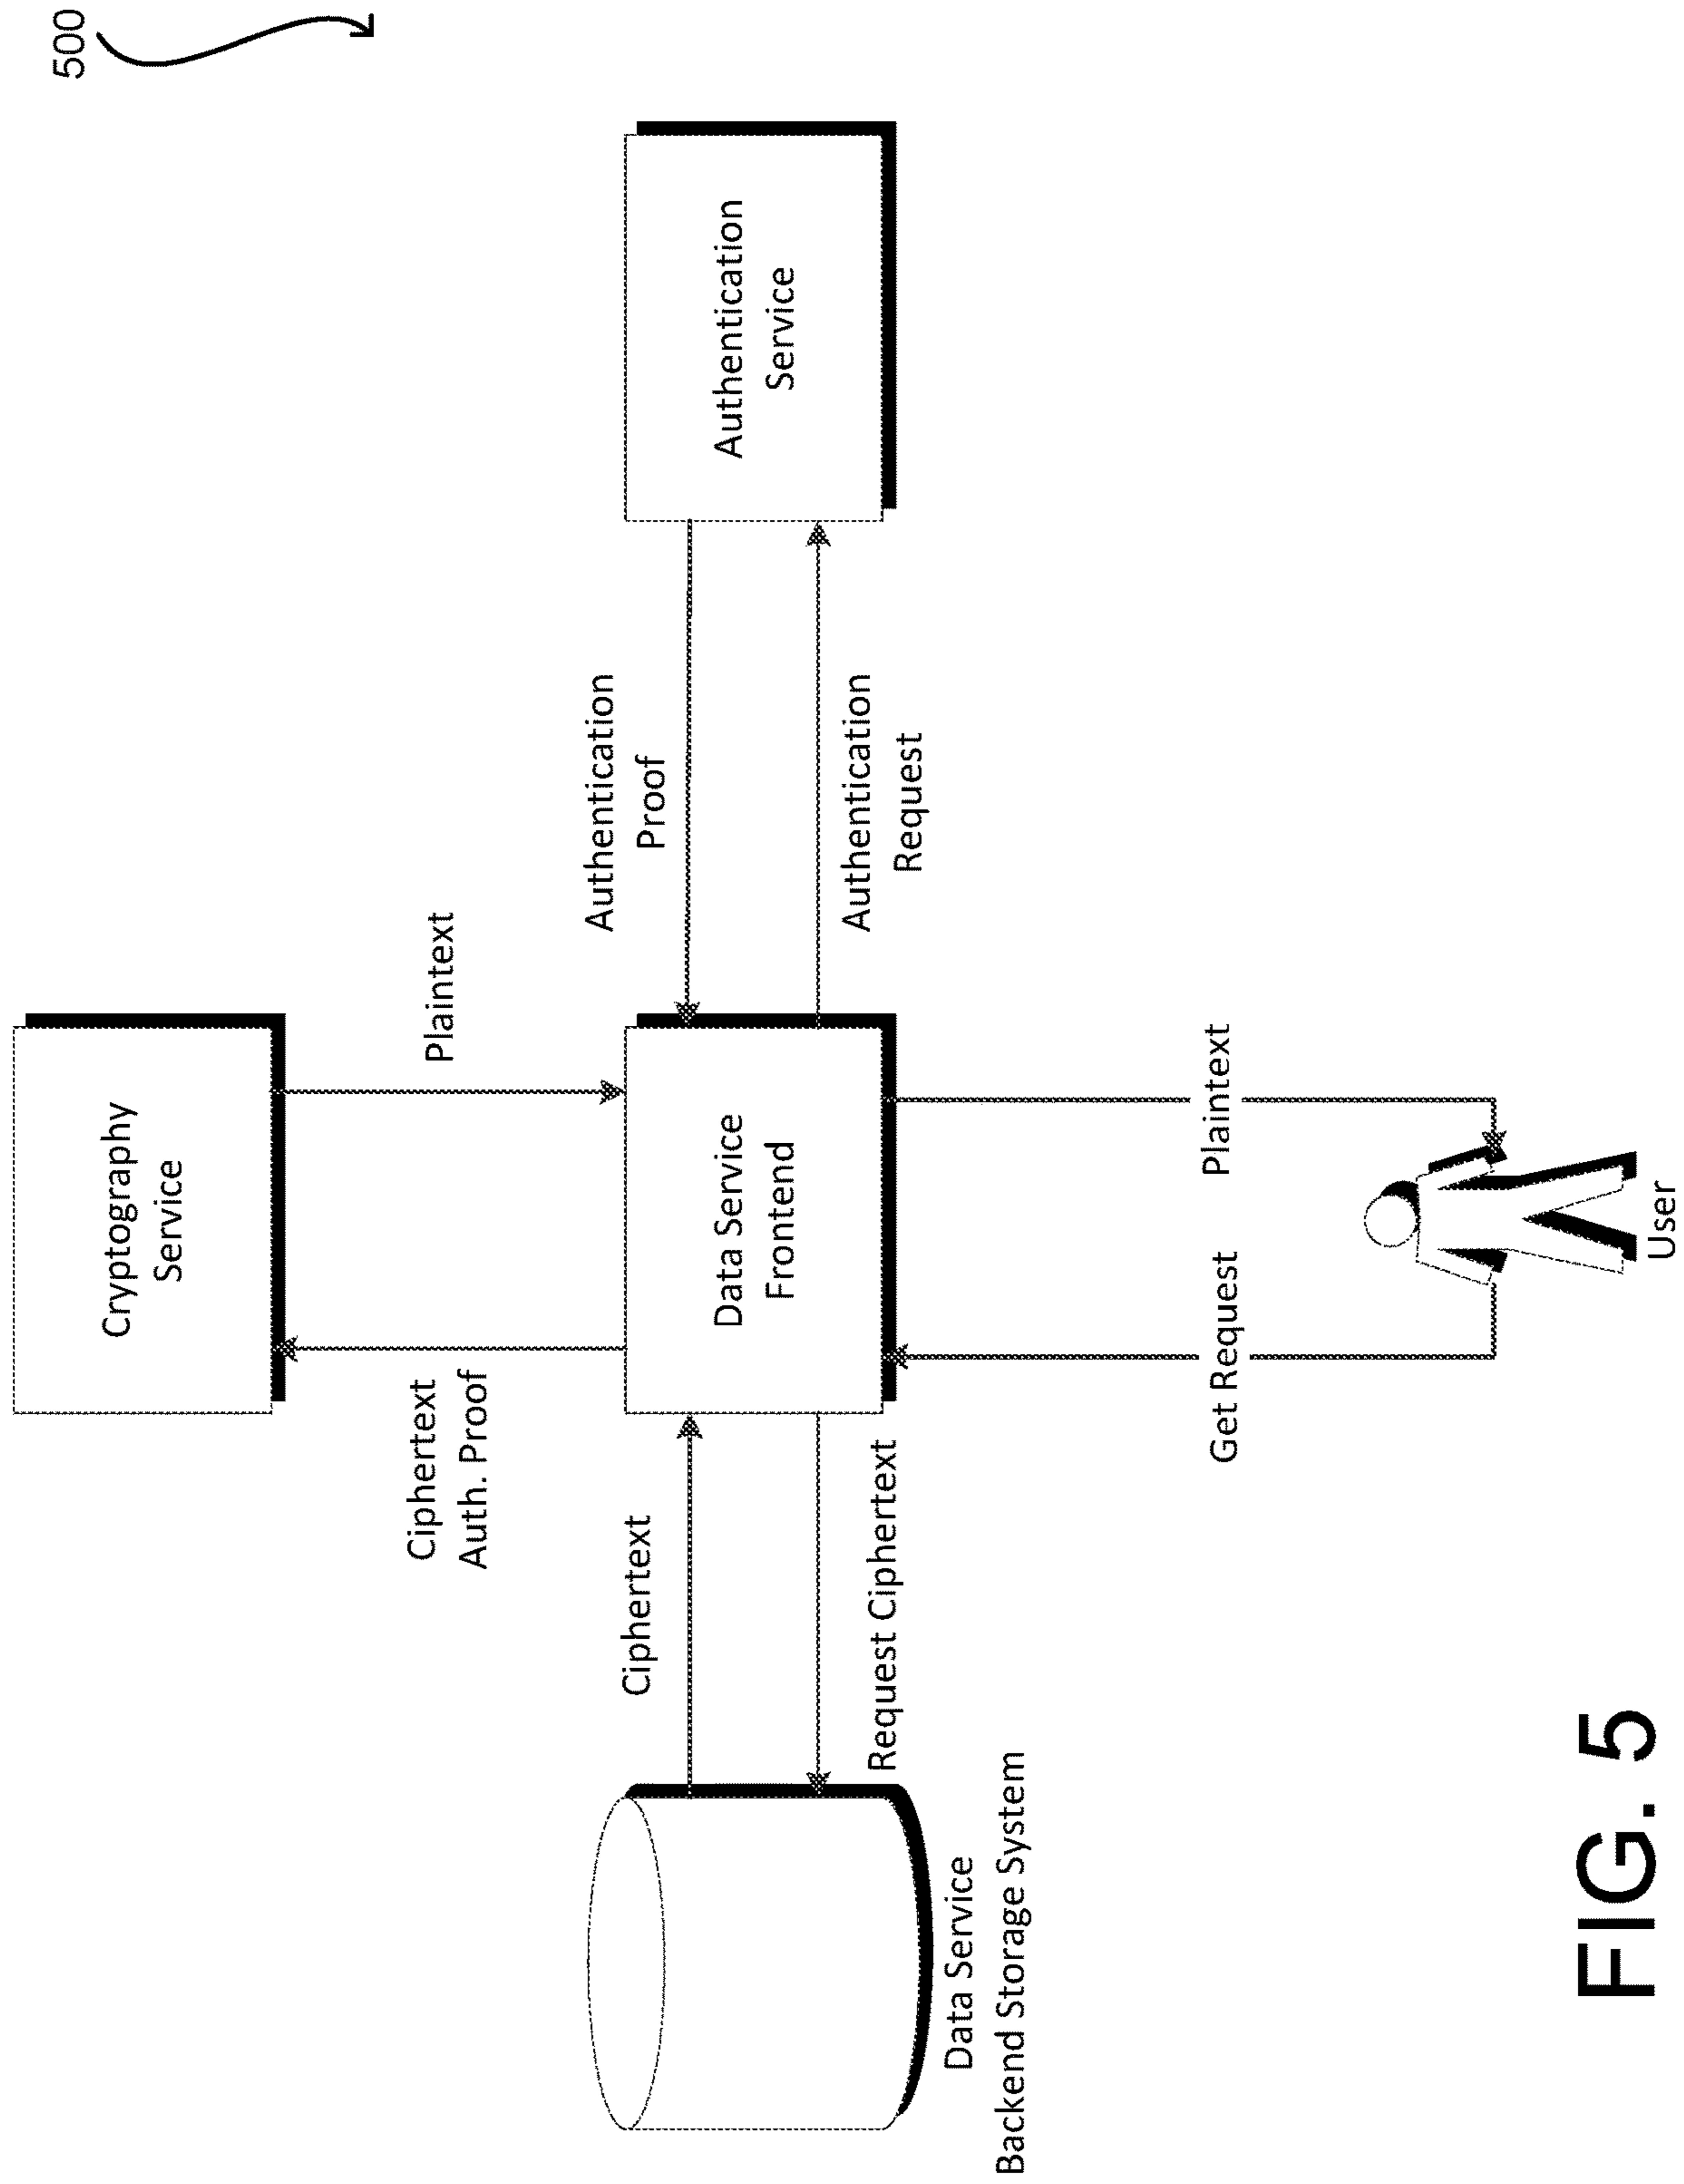 500
Cryptography
Service
Ciphertext
Auth. Proof
Plaintext
Ciphertext
Request Ciphertext
Data Service
Frontend
Authentication
Proof
Authentication
Request
Authentication
Service
Data Service
Backend Storage System
Get Request
Plaintext
User
FIG. 5